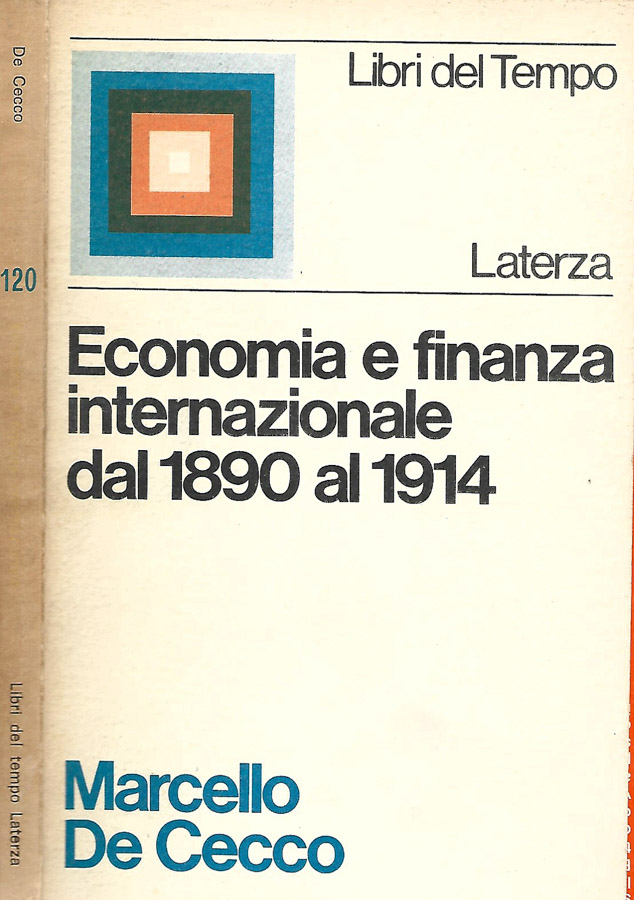 De Cecco
120
Libri del tempo Laterza
Libri del Tempo
Laterza
Economia e finanza
internazionale
dal 1890 al 1914
Marcello
De Cecco